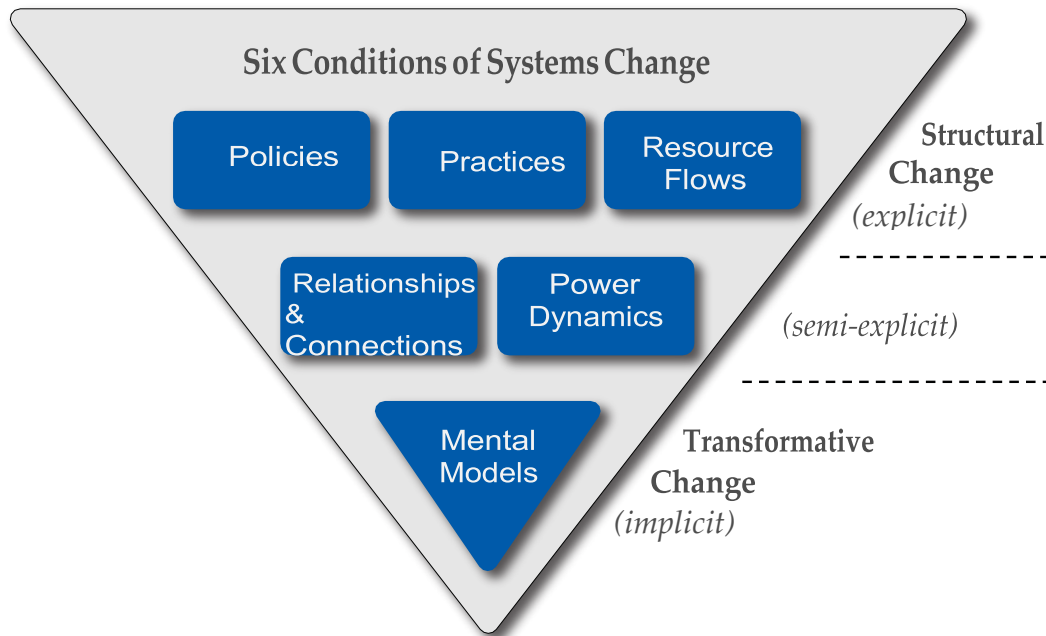 Six Conditions of Systems Change
Policies
Practices
Resource
Flows
Structural
Change
(explicit)
Relationships
&
Connections
Power
Dynamics
(semi-explicit)
Mental
Models
Transformative
Change
(implicit)